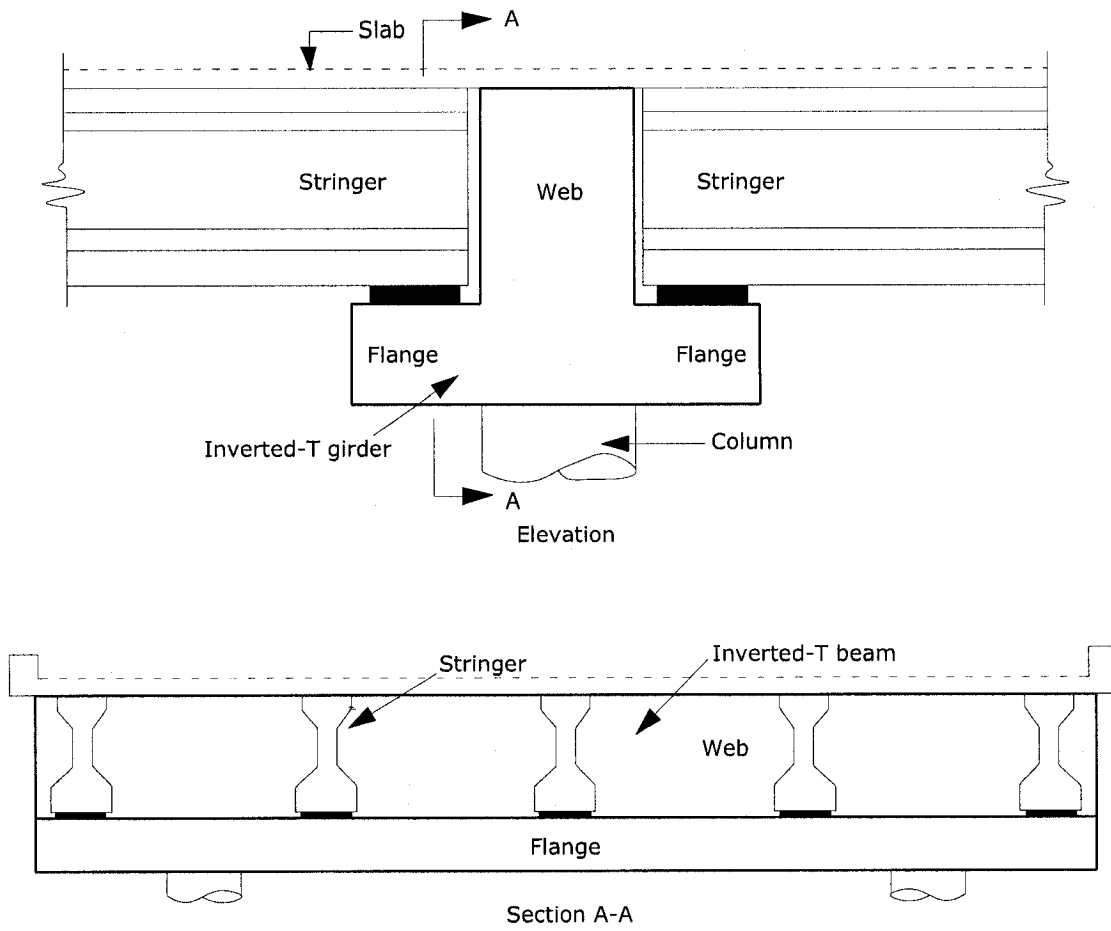 Slab
A
Stringer
Web
Stringer
Flange
Flange
Inverted-T girder
Column
A
Elevation
Stringer
Inverted-T beam
Web
Flange
Section A-A